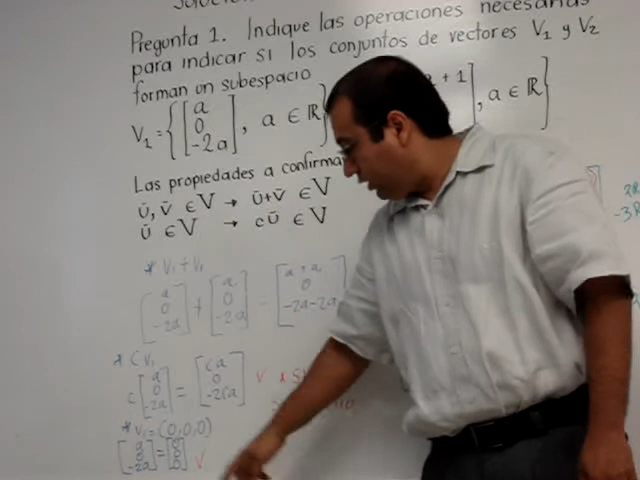 Pregunta 1. Indique las operaciones necesarias
para indicar si los conjuntos de vectores V₁ y V₂
forman un subespacio
= { [ a 0 -2a ], a ∈ ℝ } + 1 ], a ∈ ℝ }
Las propiedades a confirma
ū, v̄ ∈ V → ū+v̄ ∈ V
ū ∈ V → cū ∈ V
* V₁ + V₁
[ a 0 -2a ] + [ a 0 -2a ] = [ a+a 0 -2a-2a ]
* C V₁
c [ a 0 -2a ] = [ ca 0 -2ca ] ✓
* V₁ = (0,0,0)
[ a 0 -2a ] = [ 0 0 0 ] ✓